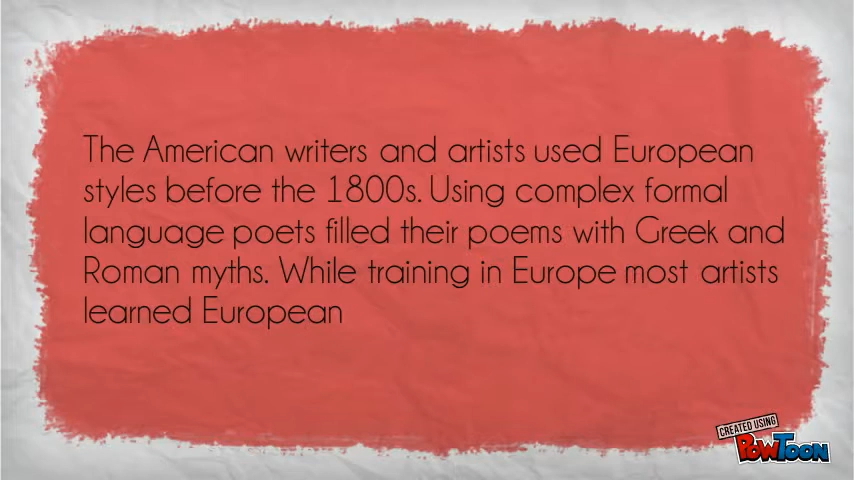 The American writers and artists used European
styles before the 1800s. Using complex formal
language poets filled their poems with Greek and
Roman myths. While training in Europe most artists
learned European
CREATED USING
POWTOON